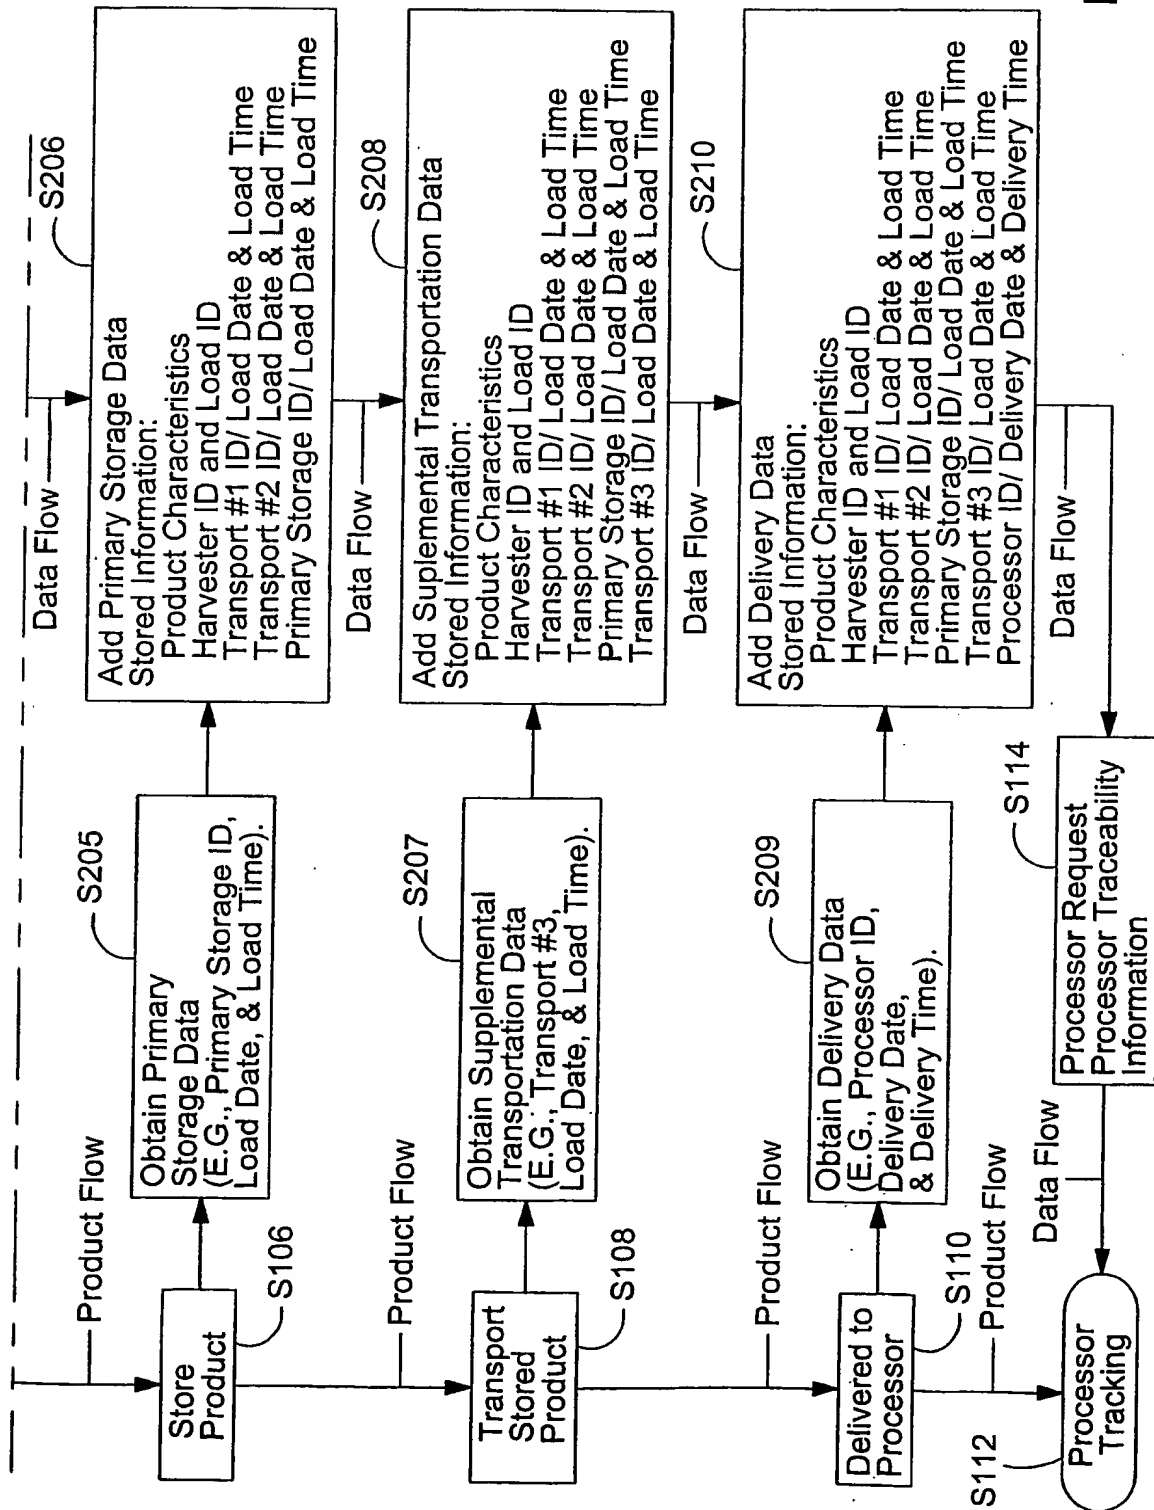 Data Flow
S206
Add Primary Storage Data
Stored Information:
Product Characteristics
Harvester ID and Load ID
Transport #1 ID/ Load Date & Load Time
Transport #2 ID/ Load Date & Load Time
Primary Storage ID/ Load Date & Load Time
Product Flow
Store
Product
S106
S205
Obtain Primary
Storage Data
(E.G., Primary Storage ID,
Load Date, & Load Time).
Data Flow
S208
Add Suplemental Transportation Data
Stored Information:
Product Characteristics
Harvester ID and Load ID
Transport #1 ID/ Load Date & Load Time
Transport #2 ID/ Load Date & Load Time
Primary Storage ID/ Load Date & Load Time
Transport #3 ID/ Load Date & Load Time
Product Flow
Transport
Stored
Product
S108
S207
Obtain Supplemental
Transportation Data
(E.G., Transport #3,
Load Date, & Load Time).
Data Flow
S210
Add Delivery Data
Stored Information:
Product Characteristics
Harvester ID and Load ID
Transport #1 ID/ Load Date & Load Time
Transport #2 ID/ Load Date & Load Time
Primary Storage ID/ Load Date & Load Time
Transport #3 ID/ Load Date & Load Time
Processor ID/ Delivery Date & Delivery Time
Product Flow
Delivered to
Processor
S110
S209
Obtain Delivery Data
(E.G., Processor ID,
Delivery Date,
& Delivery Time).
Data Flow
Product Flow
S112
Processor
Tracking
Data Flow
S114
Processor Request
Processor Traceability
Information